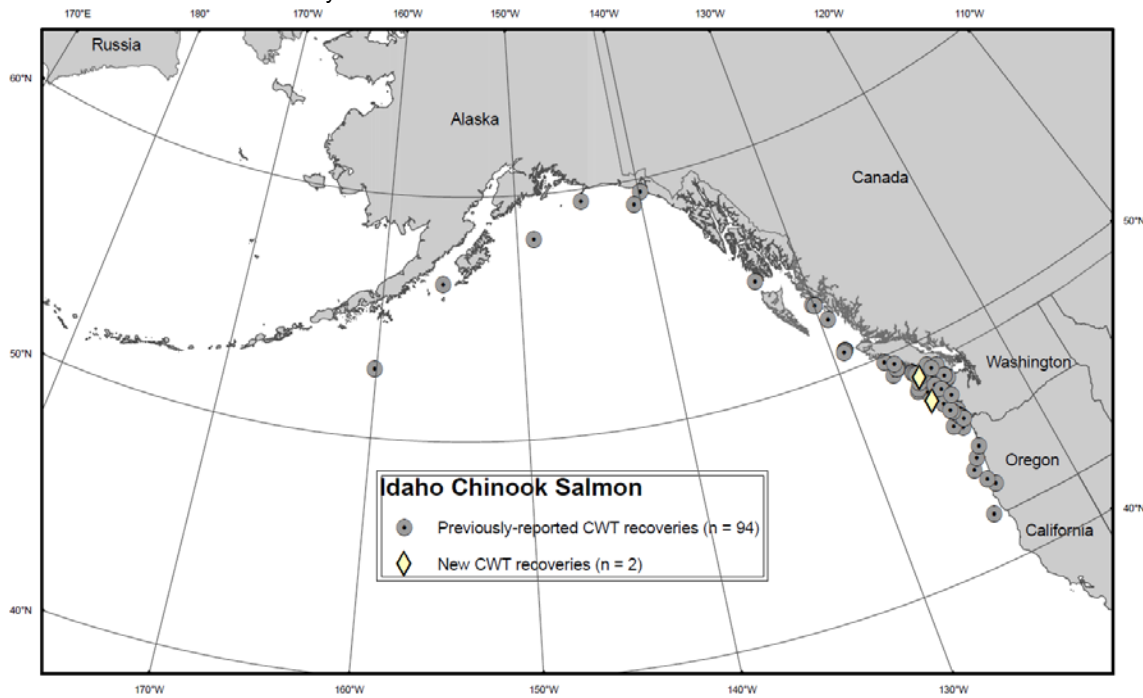 170°E 180° 170°W 160°W 150°W 140°W 130°W 120°W 110°W
Russia
60°N
Alaska
Canada
50°N
50°N
Washington
Oregon
Idaho Chinook Salmon
40°N
Previously-reported CWT recoveries (n = 94)
California
New CWT recoveries (n = 2)
40°N
170°W 160°W 150°W 140°W 130°W